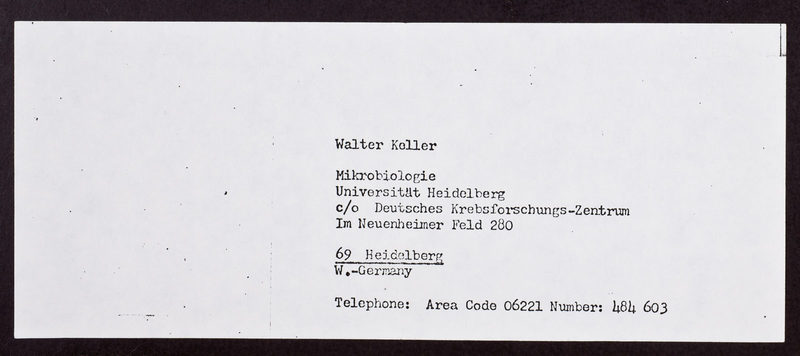 Walter Koller
Mikrobiologie
Universität Heidelberg
c/o Deutsches Krebsforschungs-Zentrum
Im Neuenheimer Feld 280
69 Heidelberg
W.-Germany
Telephone: Area Code 06221 Number: 484 603